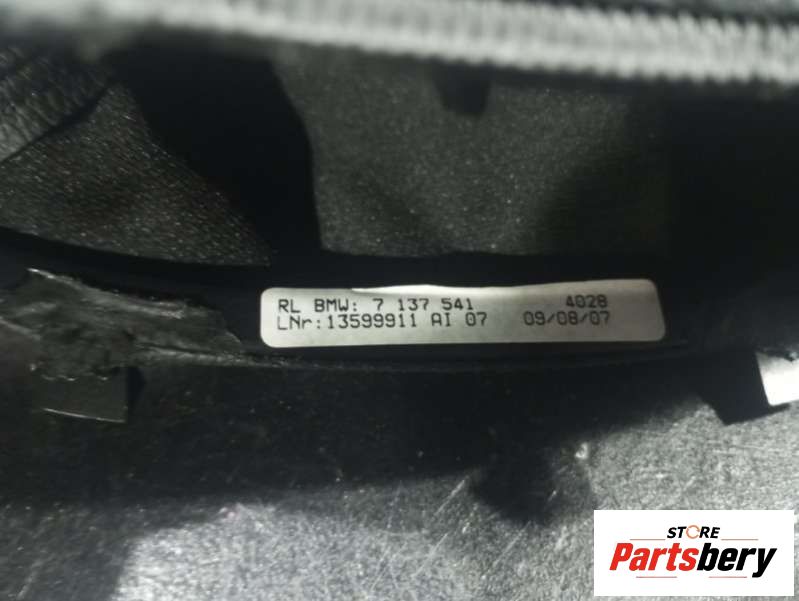 RL BMW: 7 137 541 4028
LNr:13599911 AI 07 09/08/07
STORE
Partsbery